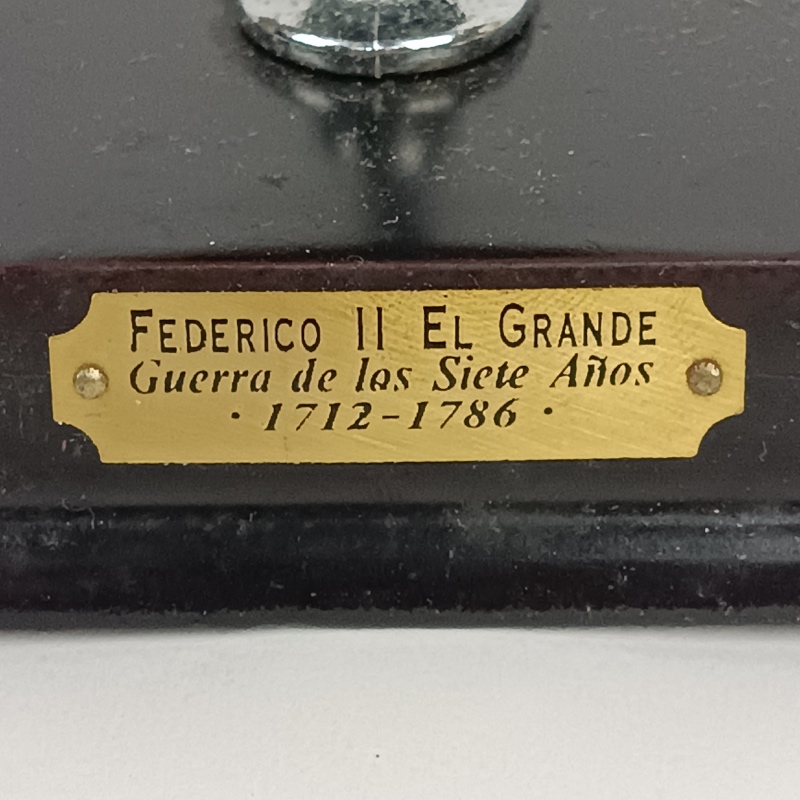 FEDERICO II EL GRANDE
Guerra de los Siete Años
· 1712-1786 ·